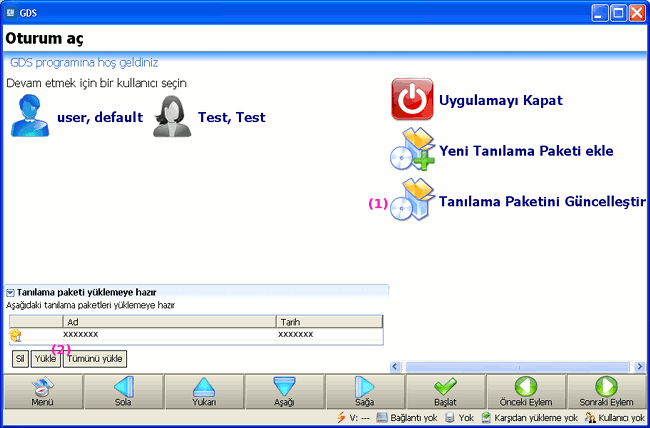 GDS
Oturum aç
GDS programına hoş geldiniz
Devam etmek için bir kullanıcı seçin
user, default
Test, Test
Uygulamayı Kapat
Yeni Tanılama Paketi ekle
(1) Tanılama Paketini Güncelleştir
Tanılama paketi yüklemeye hazır
Aşağıdaki tanılama paketleri yüklemeye hazır
Ad Tarih
xxxxxxx xxxxxxx
(2)
Sil Yükle Tümünü yükle
Menü Sola Yukarı Aşağı Sağa Başlat Önceki Eylem Sonraki Eylem
V: --- Bağlantı yok Yok Karşıdan yükleme yok Kullanıcı yok